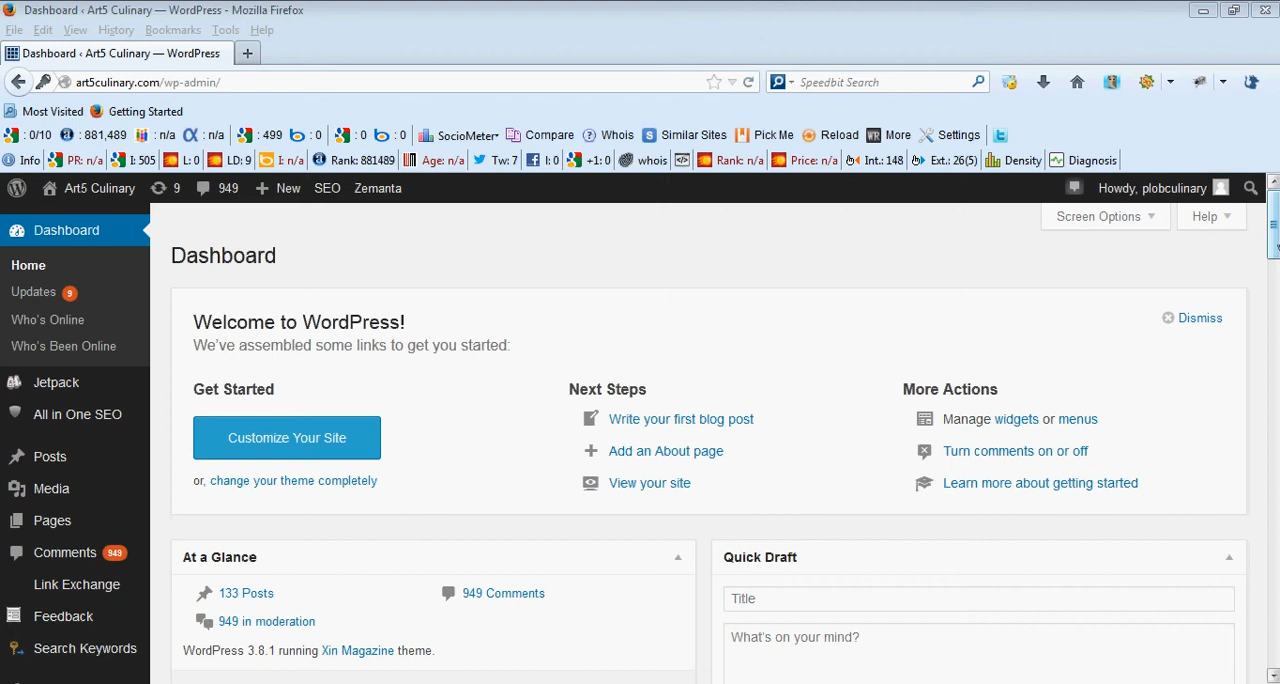 Dashboard ‹ Art5 Culinary — WordPress - Mozilla Firefox
File Edit View History Bookmarks Tools Help
Dashboard ‹ Art5 Culinary — WordPress +
art5culinary.com/wp-admin/ Speedbit Search
Most Visited Getting Started
: 0/10 : 881,489 : n/a : n/a : 499 : 0 : 0 : 0 SocioMeter Compare Whois Similar Sites Pick Me Reload More Settings
Info PR: n/a I: 505 L: 0 LD: 9 I: n/a Rank: 881489 Age: n/a Tw: 7 I: 0 +1: 0 whois Rank: n/a Price: n/a Int.: 148 Ext.: 26(5) Density Diagnosis
Art5 Culinary 9 949 + New SEO Zemanta Howdy, plobculinary
Dashboard
Screen Options Help
Home
Updates 9
Who's Online
Who's Been Online
Jetpack
All in One SEO
Posts
Media
Pages
Comments 949
Link Exchange
Feedback
Search Keywords
Dashboard
Welcome to WordPress!
Dismiss
We've assembled some links to get you started:
Get Started
Customize Your Site
or, change your theme completely
Next Steps
Write your first blog post
Add an About page
View your site
More Actions
Manage widgets or menus
Turn comments on or off
Learn more about getting started
At a Glance
133 Posts
949 Comments
949 in moderation
WordPress 3.8.1 running Xin Magazine theme.
Quick Draft
Title
What's on your mind?